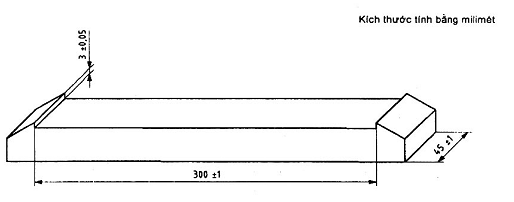 Kích thước tính bằng milimét
3 ±0,05
45 ±1
300 ±1